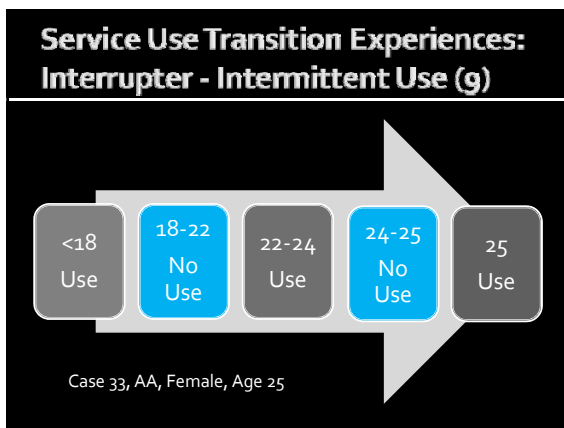 Service Use Transition Experiences:
Interrupter - Intermittent Use (9)
<18
Use
18-22
No
Use
22-24
Use
24-25
No
Use
25
Use
Case 33, AA, Female, Age 25